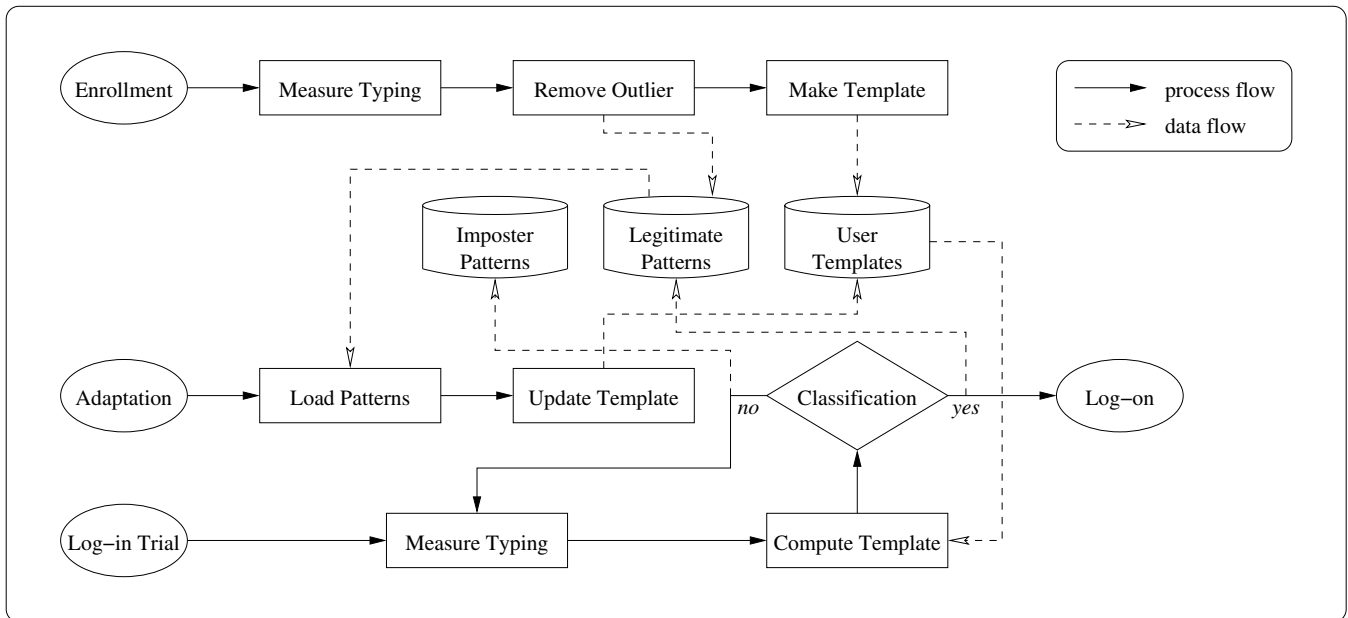 Enrollment
Measure Typing
Remove Outlier
Make Template
process flow
data flow
Imposter
Patterns
Legitimate
Patterns
User
Templates
Adaptation
Load Patterns
Update Template
no
Classification
yes
Log−on
Log−in Trial
Measure Typing
Compute Template